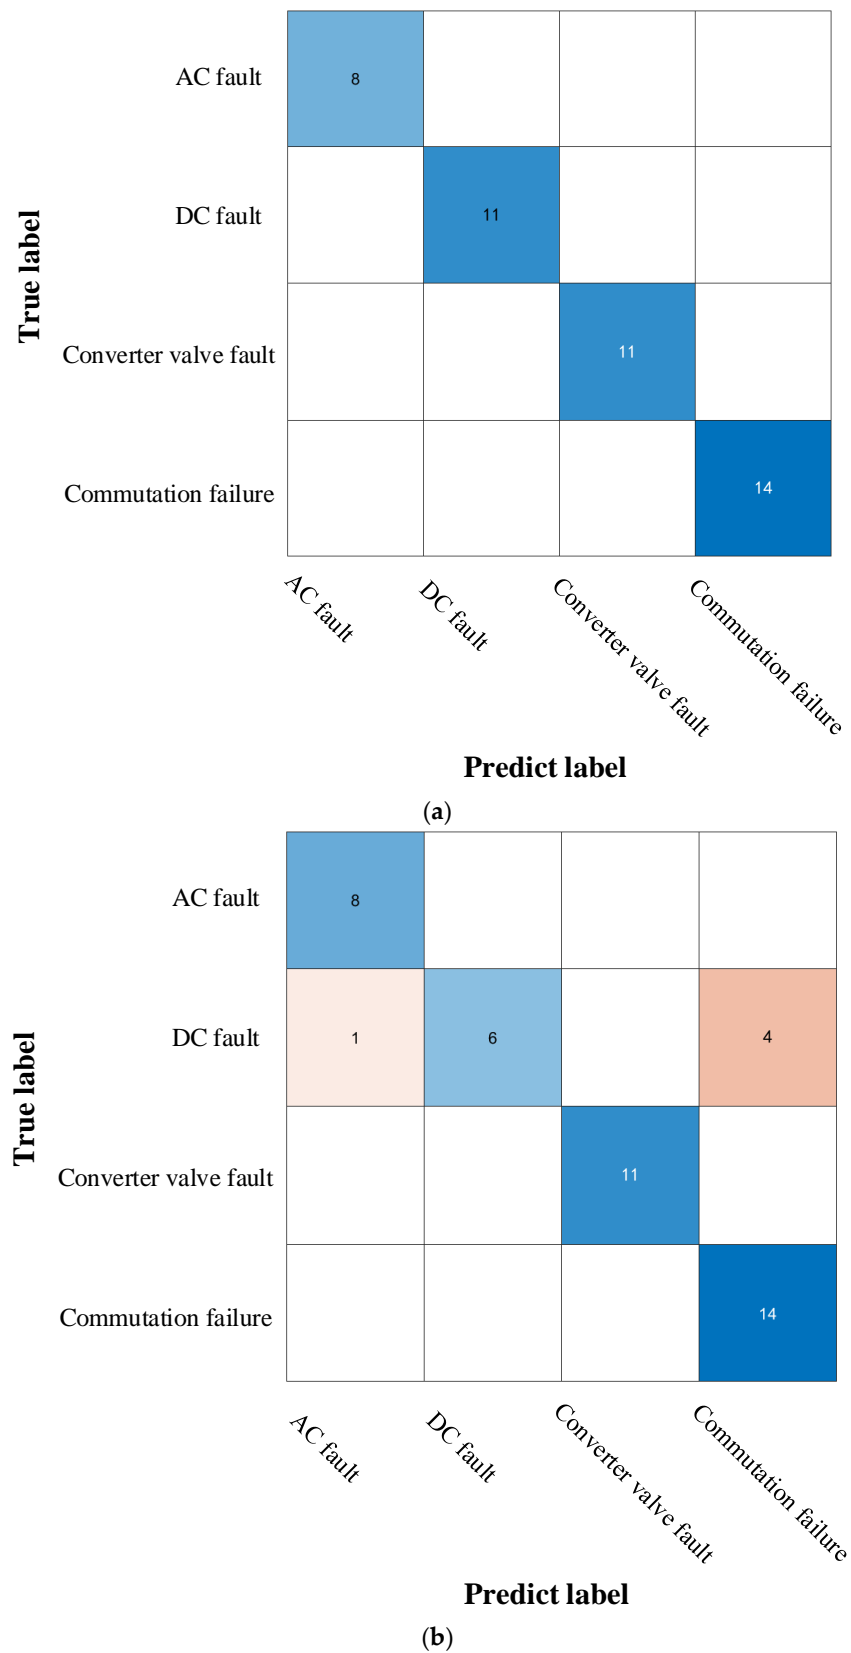 AC fault
8
DC fault
11
True label
Converter valve fault
11
Commutation failure
14
AC fault
DC fault
Converter valve fault
Commutation failure
Predict label
(a)
AC fault
8
DC fault
1
6
4
True label
Converter valve fault
11
Commutation failure
14
AC fault
DC fault
Converter valve fault
Commutation failure
Predict label
(b)